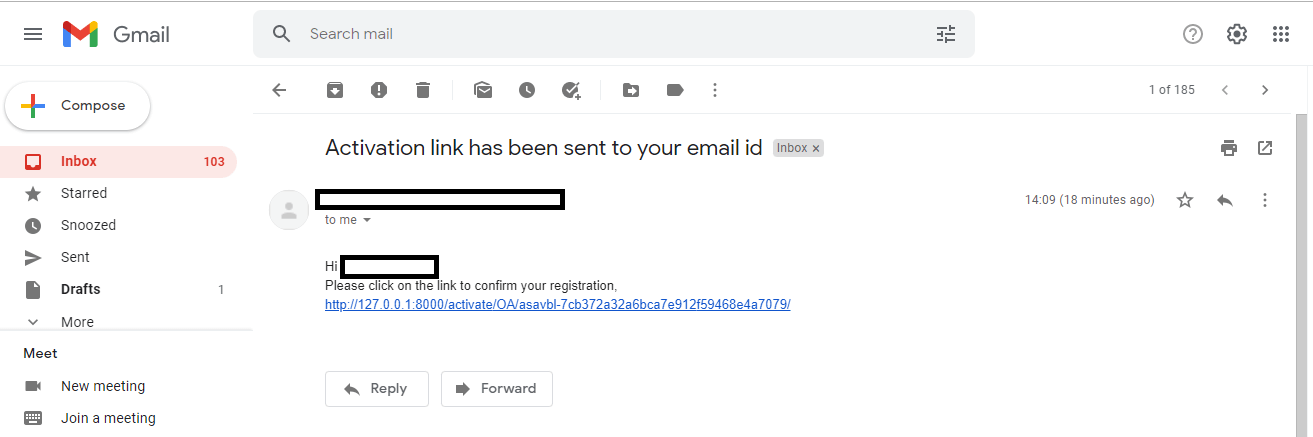 Gmail
Search mail
Compose
1 of 185
Inbox 103
Starred
Snoozed
Sent
Drafts 1
More
Meet
New meeting
Join a meeting
Activation link has been sent to your email id Inbox x
14:09 (18 minutes ago)
to me
Hi
Please click on the link to confirm your registration,
http://127.0.0.1:8000/activate/OA/asavbl-7cb372a32a6bca7e912f59468e4a7079/
Reply Forward